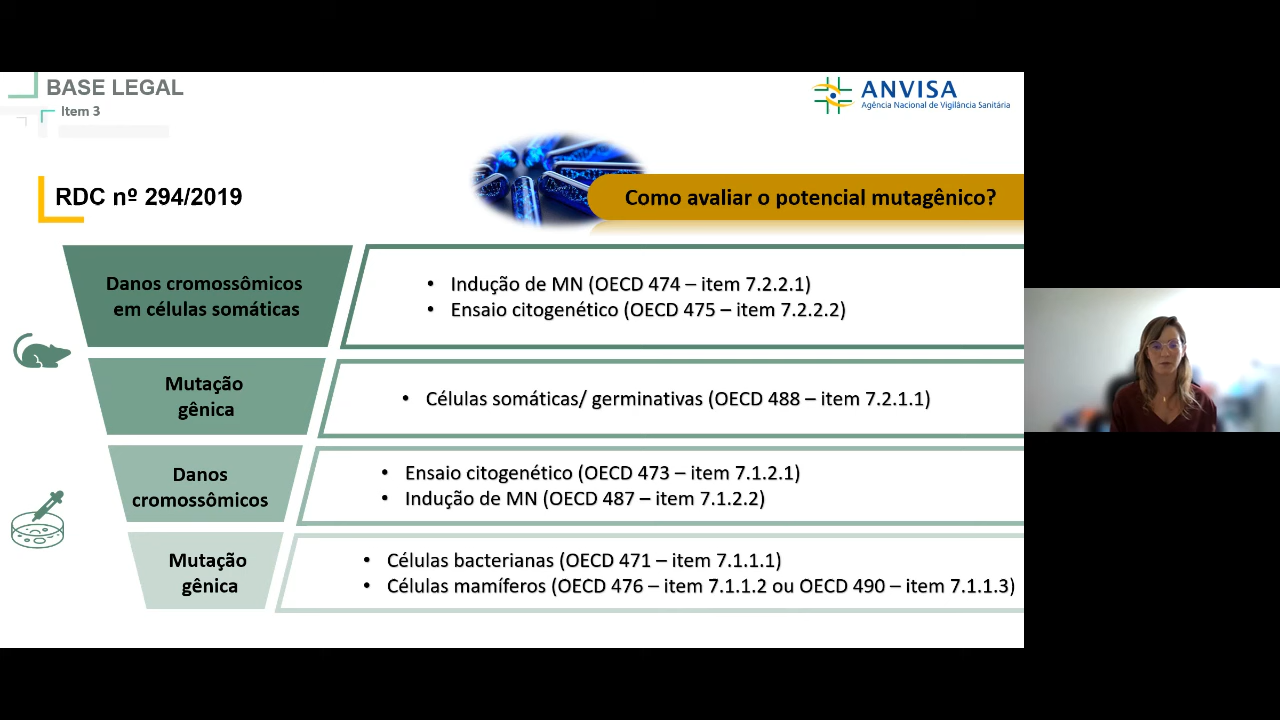 BASE LEGAL
Item 3
ANVISA
Agência Nacional de Vigilância Sanitária
RDC nº 294/2019
Como avaliar o potencial mutagênico?
Danos cromossômicos
em células somáticas
• Indução de MN (OECD 474 – item 7.2.2.1)
• Ensaio citogenético (OECD 475 – item 7.2.2.2)
Mutação
gênica
• Células somáticas/ germinativas (OECD 488 – item 7.2.1.1)
Danos
cromossômicos
• Ensaio citogenético (OECD 473 – item 7.1.2.1)
• Indução de MN (OECD 487 – item 7.1.2.2)
Mutação
gênica
• Células bacterianas (OECD 471 – item 7.1.1.1)
• Células mamíferos (OECD 476 – item 7.1.1.2 ou OECD 490 – item 7.1.1.3)